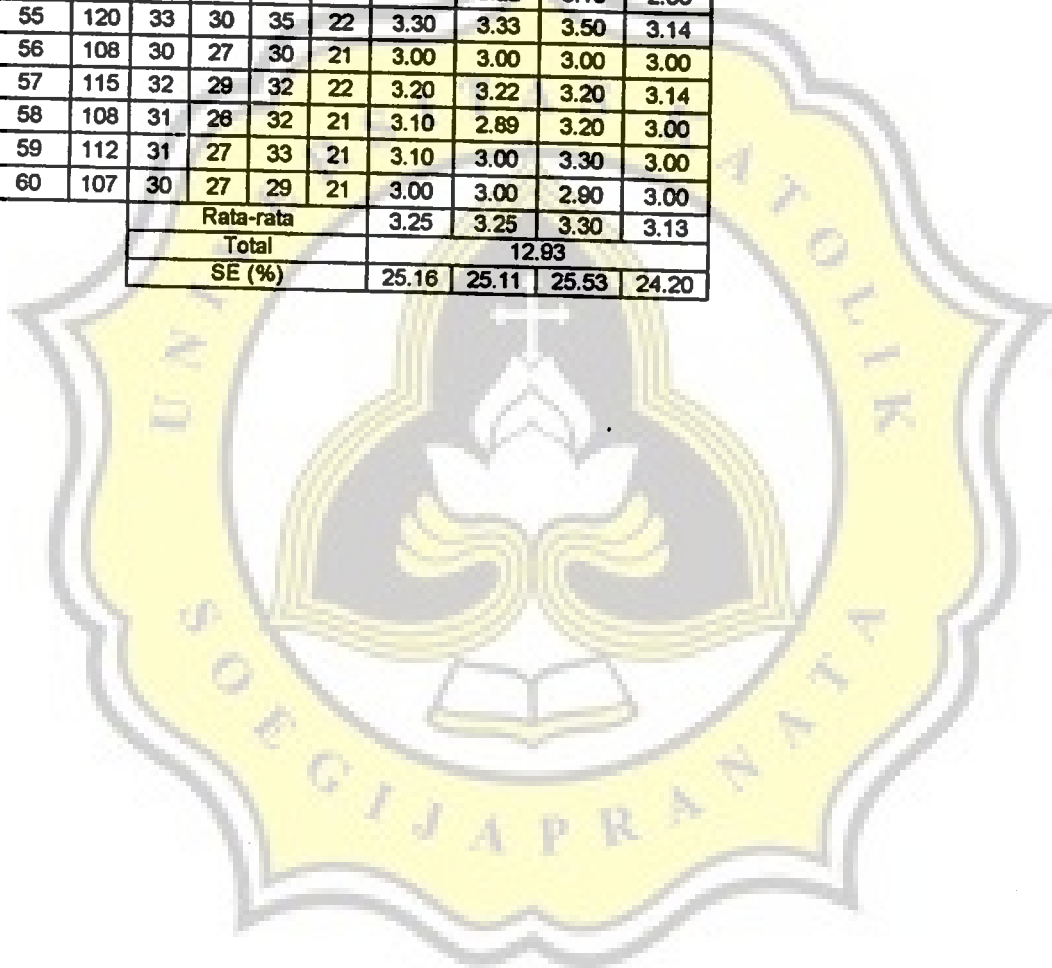 55 120 33 30 35 22 3.30 3.33 3.50 3.14
56 108 30 27 30 21 3.00 3.00 3.00 3.00
57 115 32 29 32 22 3.20 3.22 3.20 3.14
58 108 31 26 32 21 3.10 2.89 3.20 3.00
59 112 31 27 33 21 3.10 3.00 3.30 3.00
60 107 30 27 29 21 3.00 3.00 2.90 3.00
Rata-rata 3.25 3.25 3.30 3.13
Total 12.93
SE (%) 25.16 25.11 25.53 24.20
ATOLIK
SOEGIJAPRANATA